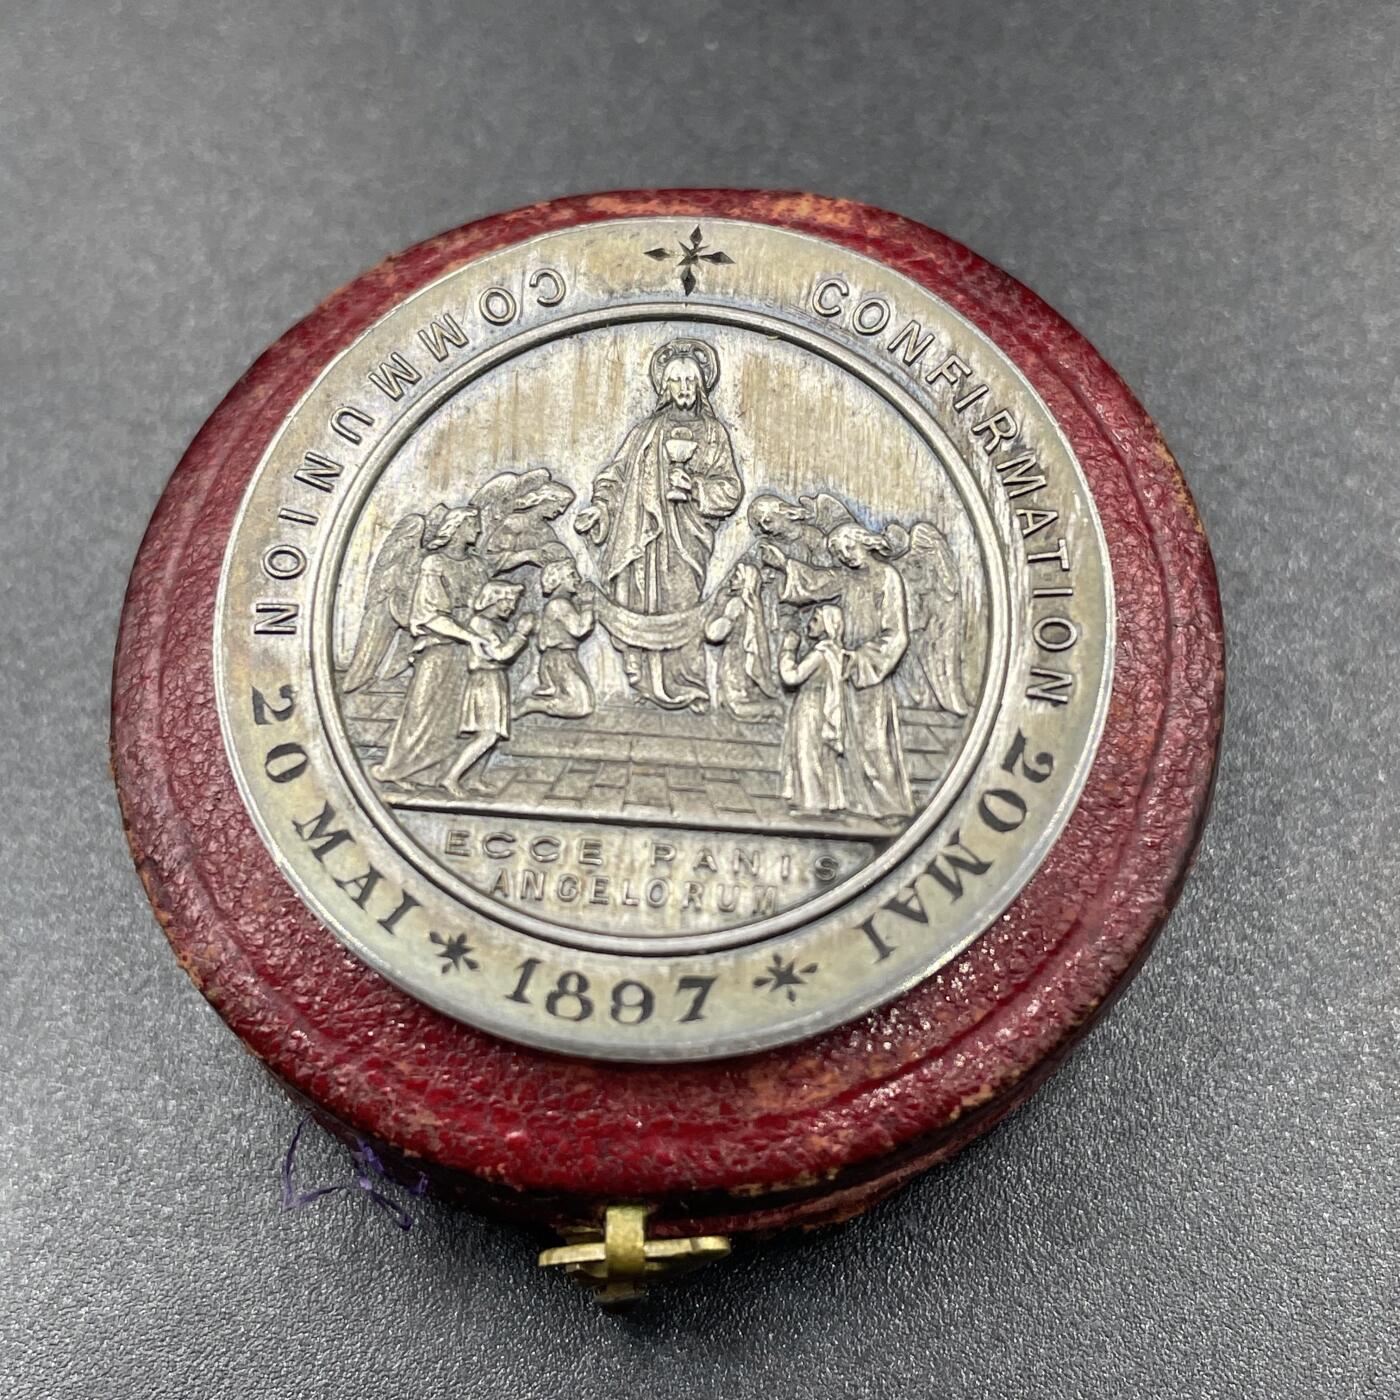 COMMUNION 20 MAI
CONFIRMATION 20 MAI
1897
ECCE PANIS
ANGELORUM